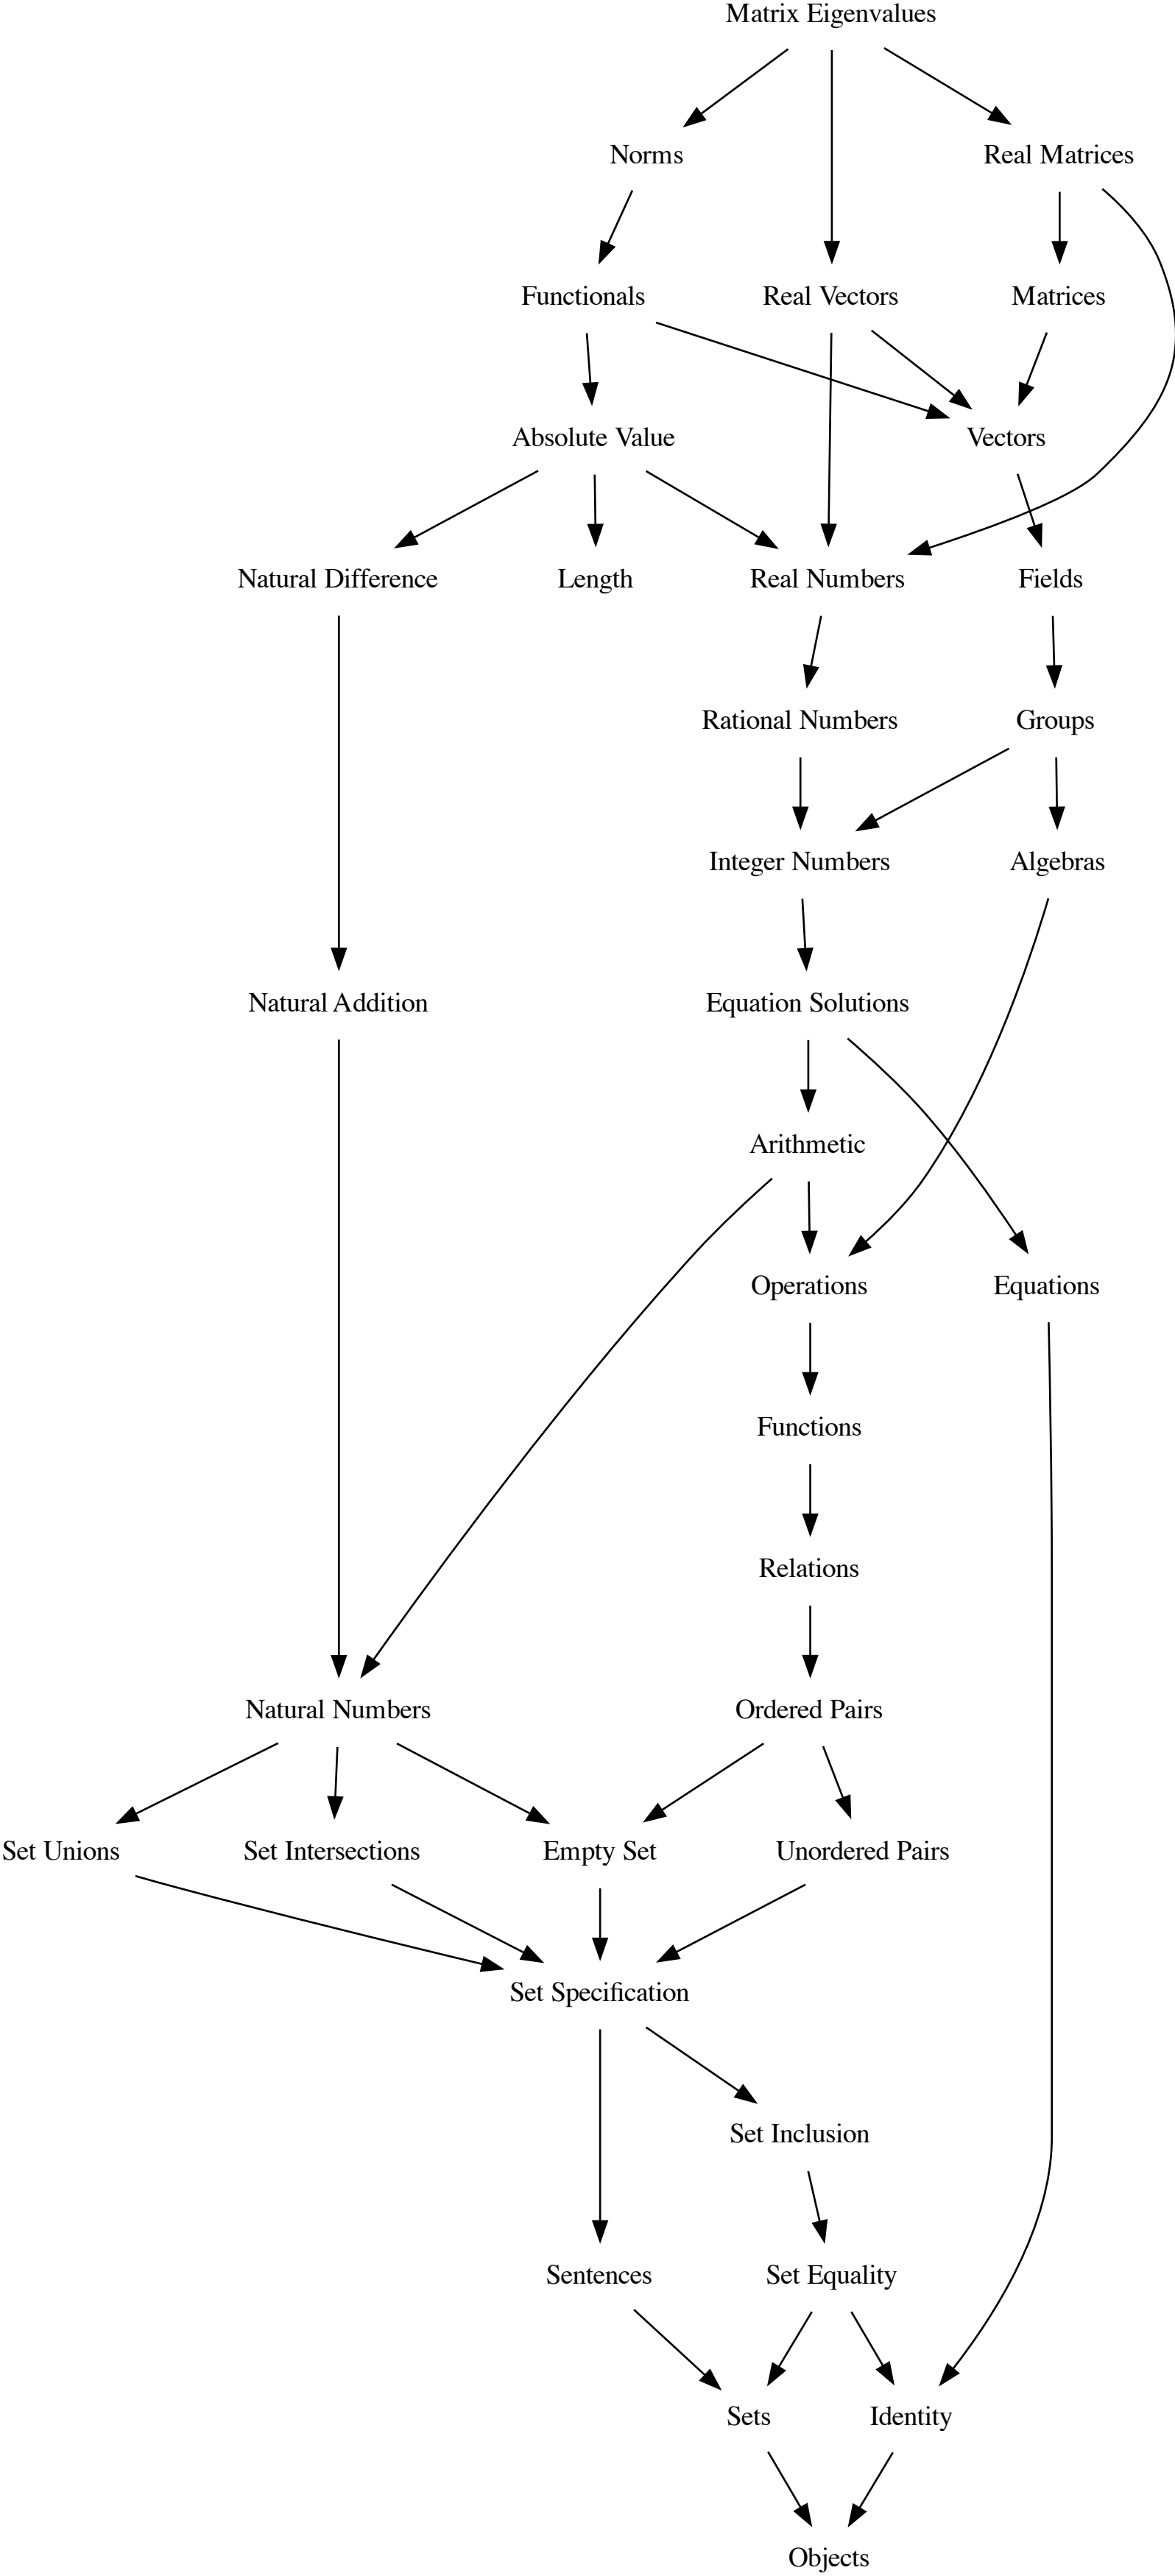 Matrix Eigenvalues
Norms
Real Matrices
Functionals
Real Vectors
Matrices
Absolute Value
Vectors
Natural Difference
Length
Real Numbers
Fields
Rational Numbers
Groups
Integer Numbers
Algebras
Natural Addition
Equation Solutions
Arithmetic
Operations
Equations
Functions
Relations
Natural Numbers
Ordered Pairs
Set Unions
Set Intersections
Empty Set
Unordered Pairs
Set Specification
Set Inclusion
Sentences
Set Equality
Sets
Identity
Objects